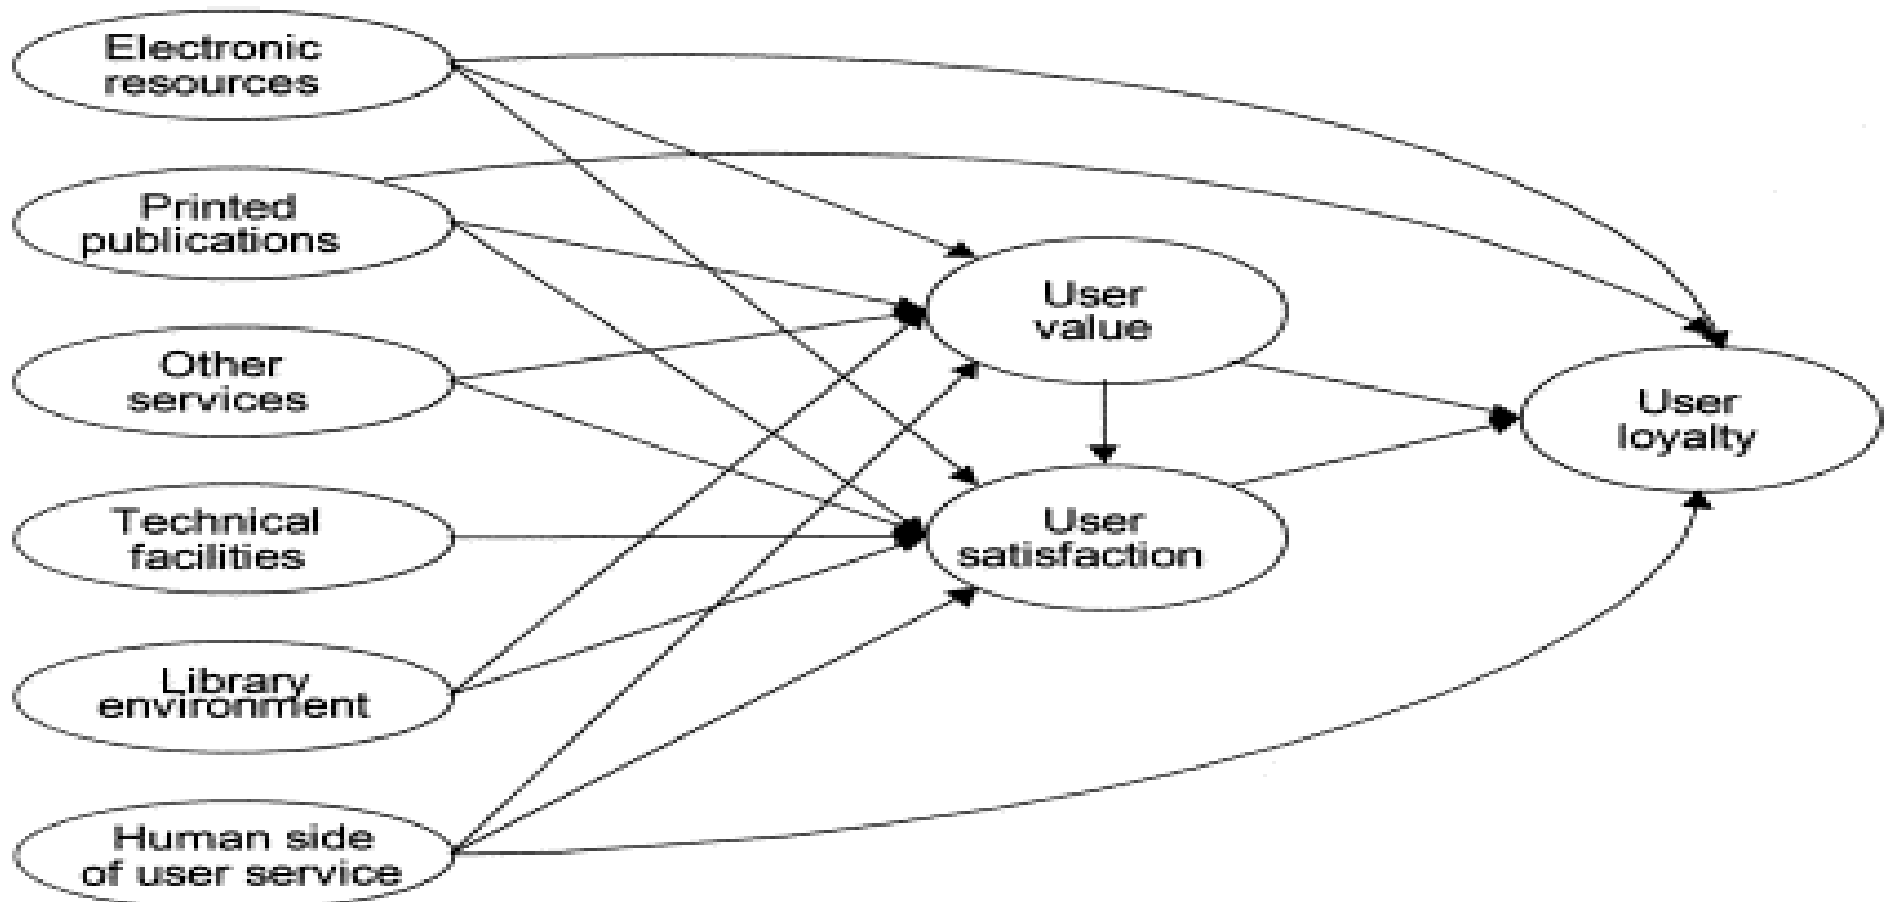 Electronic
resources
Printed
publications
Other
services
Technical
facilities
Library
environment
Human side
of user service
User
value
User
satisfaction
User
loyalty